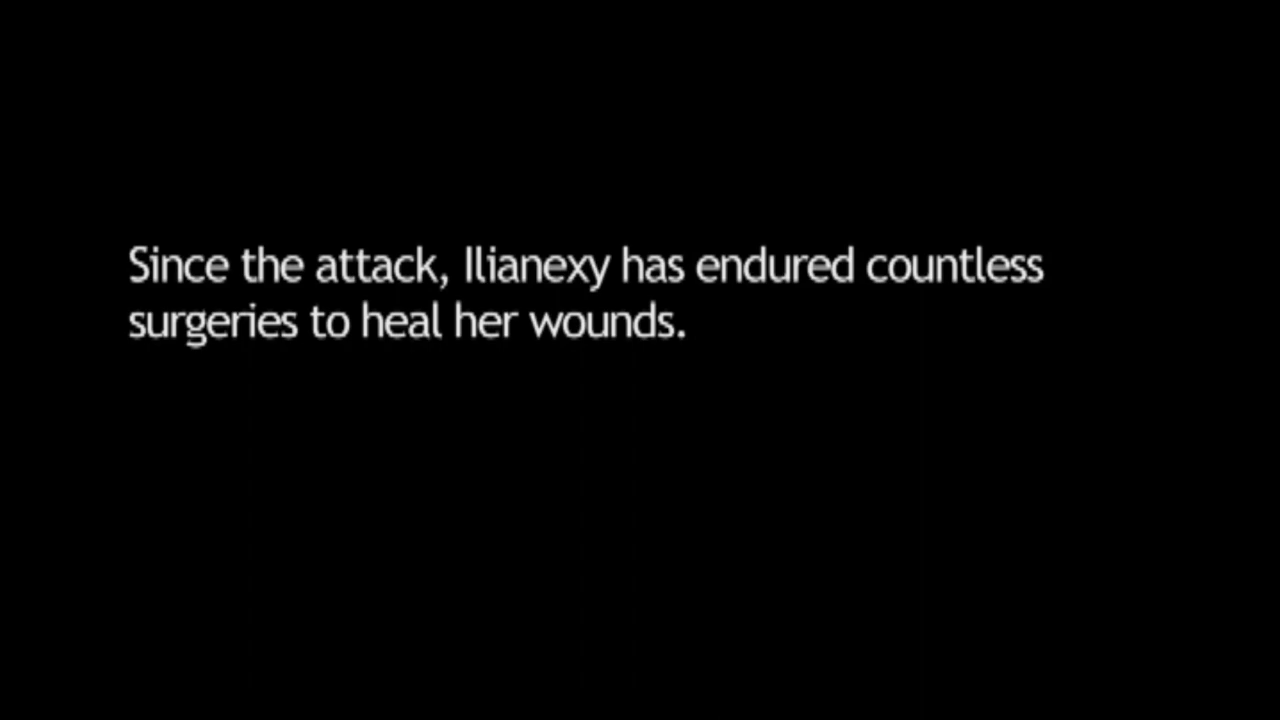 Since the attack, Ilianexy has endured countless
surgeries to heal her wounds.